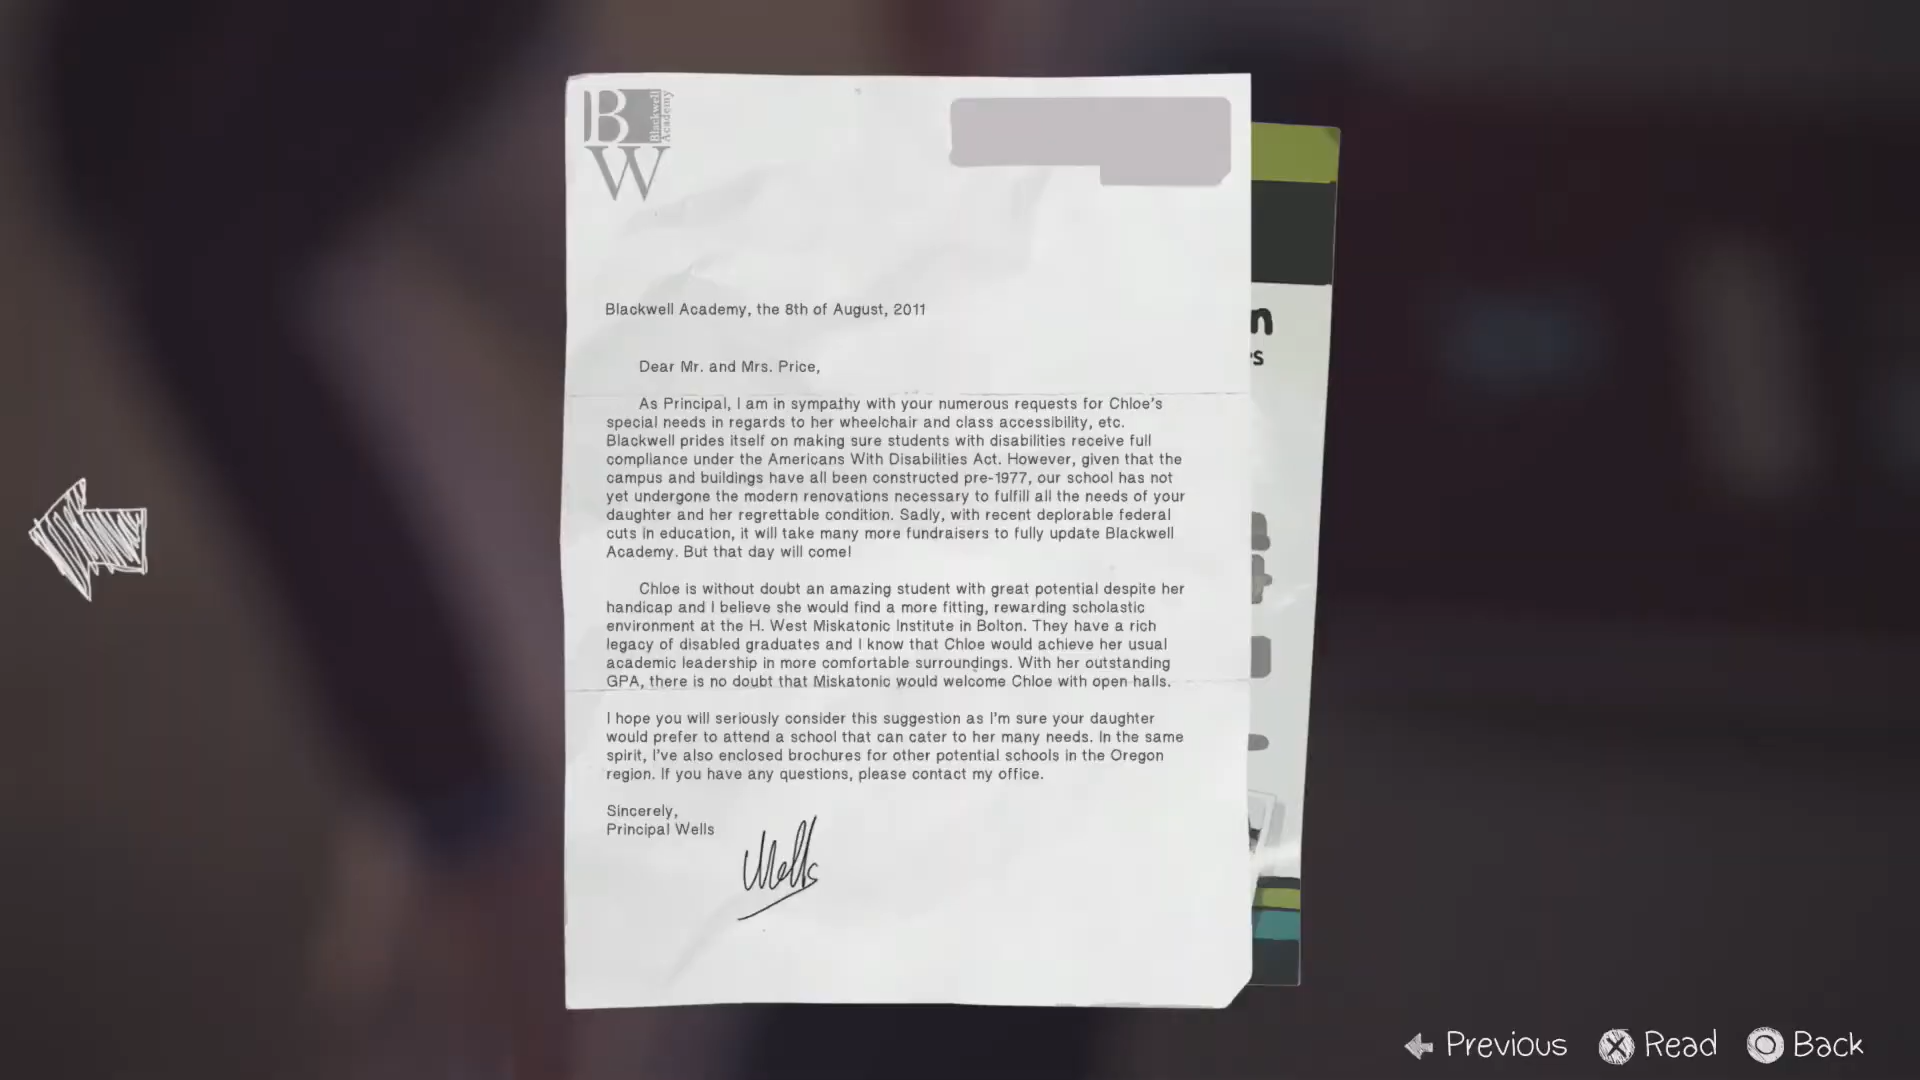 BW
Blackwell
Academy
Blackwell Academy, the 8th of August, 2011
Dear Mr. and Mrs. Price,
As Principal, I am in sympathy with your numerous requests for Chloe's
special needs in regards to her wheelchair and class accessibility, etc.
Blackwell prides itself on making sure students with disabilities receive full
compliance under the Americans With Disabilities Act. However, given that the
campus and buildings have all been constructed pre-1977, our school has not
yet undergone the modern renovations necessary to fulfill all the needs of your
daughter and her regrettable condition. Sadly, with recent deplorable federal
cuts in education, it will take many more fundraisers to fully update Blackwell
Academy. But that day will come!
Chloe is without doubt an amazing student with great potential despite her
handicap and I believe she would find a more fitting, rewarding scholastic
environment at the H. West Miskatonic Institute in Bolton. They have a rich
legacy of disabled graduates and I know that Chloe would achieve her usual
academic leadership in more comfortable surroundings. With her outstanding
GPA, there is no doubt that Miskatonic would welcome Chloe with open halls.
I hope you will seriously consider this suggestion as I'm sure your daughter
would prefer to attend a school that can cater to her many needs. In the same
spirit, I've also enclosed brochures for other potential schools in the Oregon
region. If you have any questions, please contact my office.
Sincerely,
Principal Wells
Wells
Previous Read Back